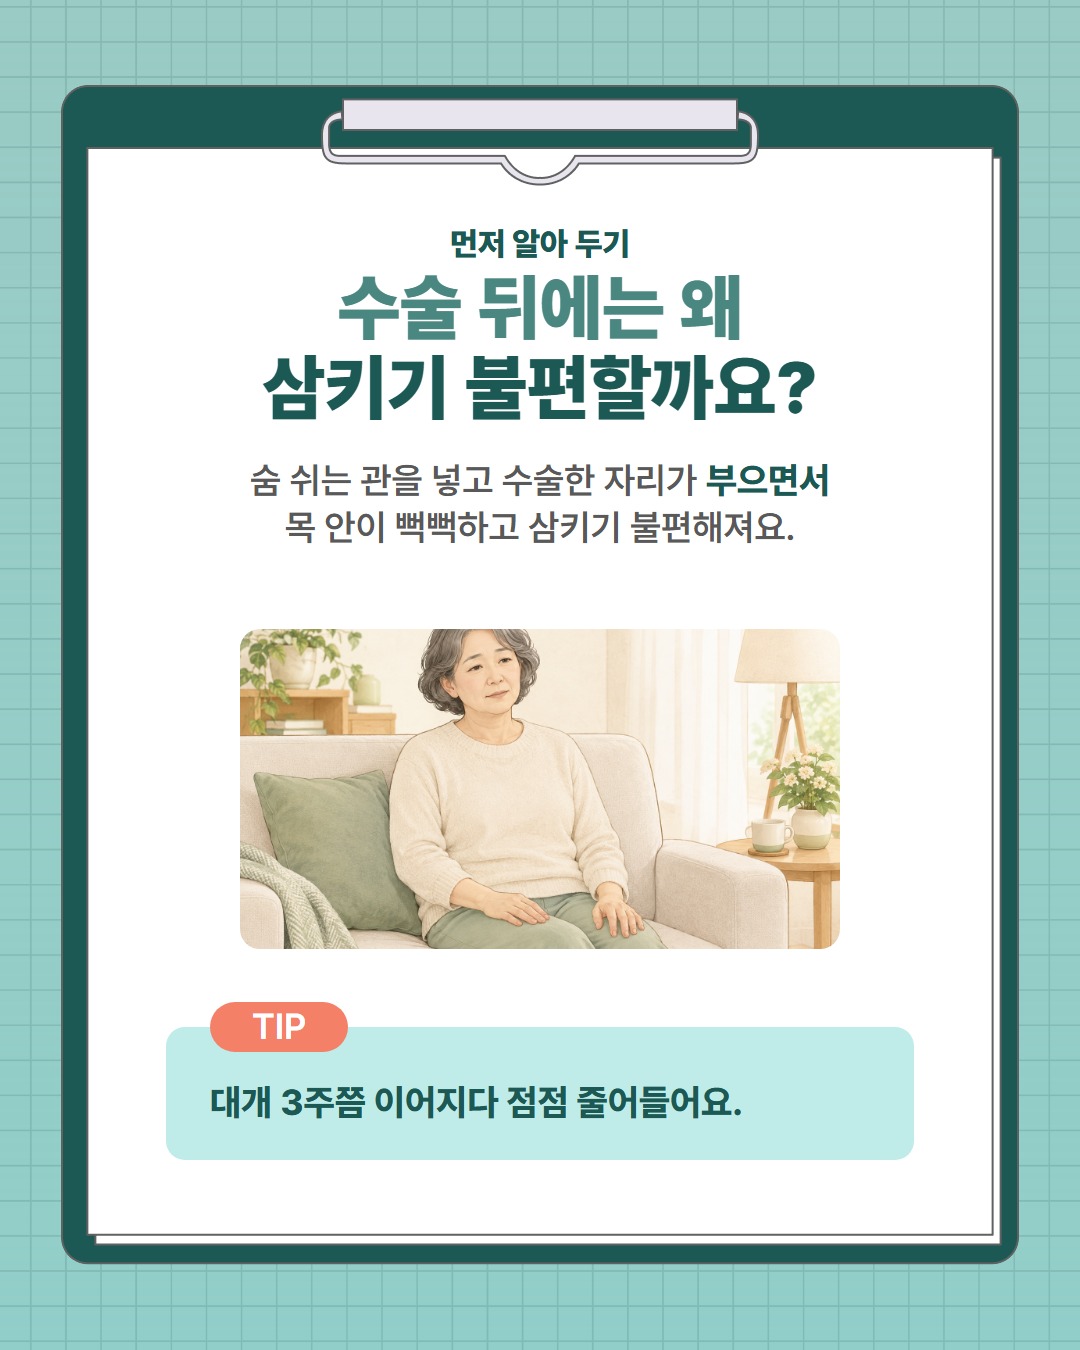 먼저 알아 두기
수술 뒤에는 왜
삼키기 불편할까요?
숨 쉬는 관을 넣고 수술한 자리가 부으면서
목 안이 뻑뻑하고 삼키기 불편해져요.
TIP
대개 3주쯤 이어지다 점점 줄어들어요.